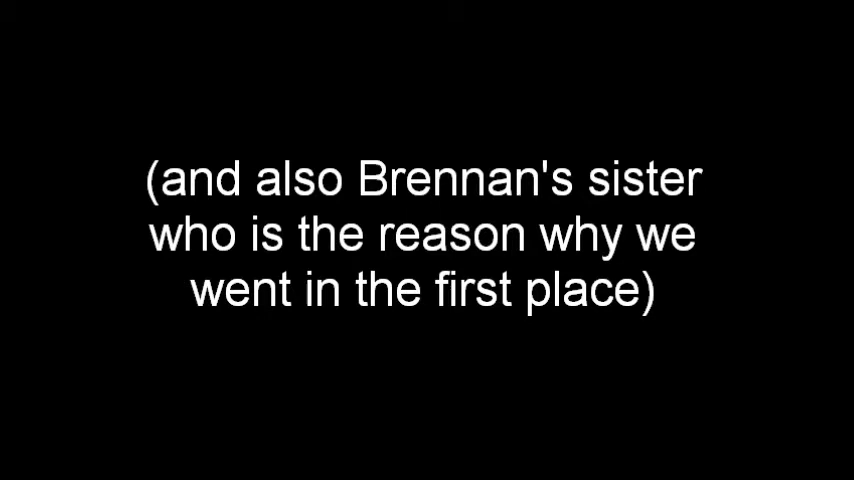 (and also Brennan's sister
who is the reason why we
went in the first place)